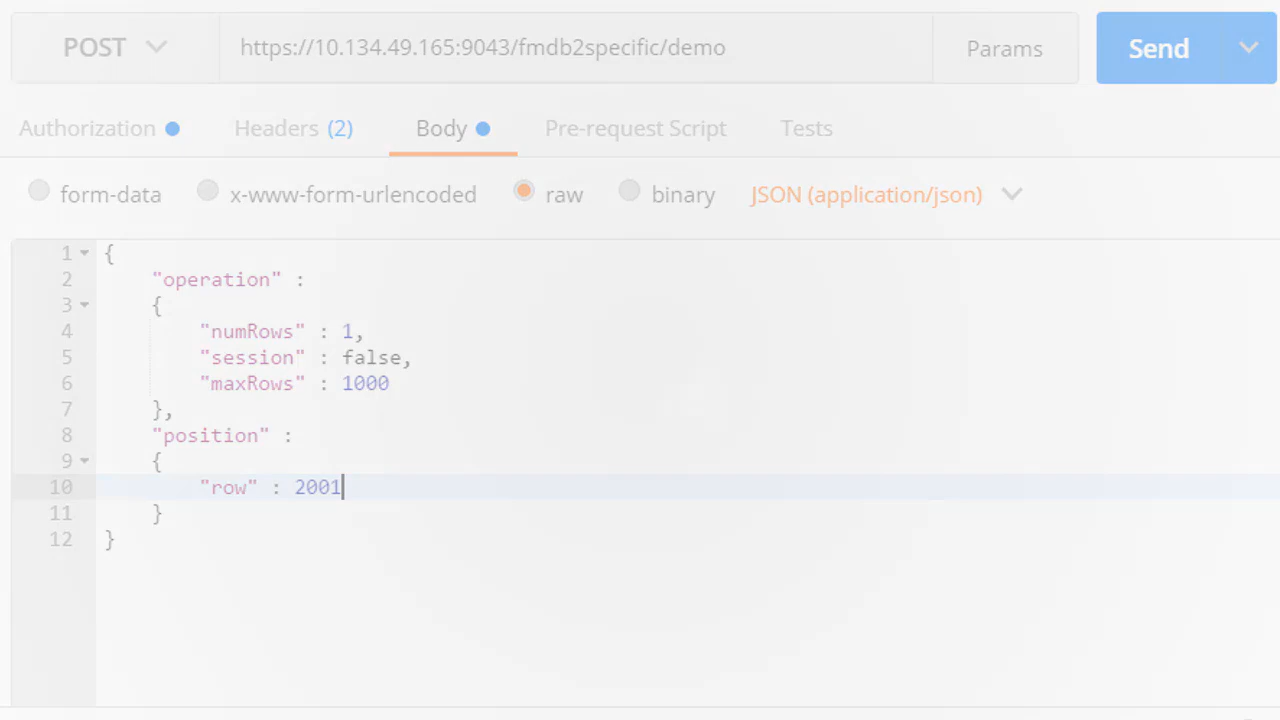 POST https://10.134.49.165:9043/fmdb2specific/demo Params Send
Authorization Headers (2) Body Pre-request Script Tests
form-data x-www-form-urlencoded raw binary JSON (application/json)
1 {
2 "operation" :
3 {
4 "numRows" : 1,
5 "session" : false,
6 "maxRows" : 1000
7 },
8 "position" :
9 {
10 "row" : 2001
11 }
12 }